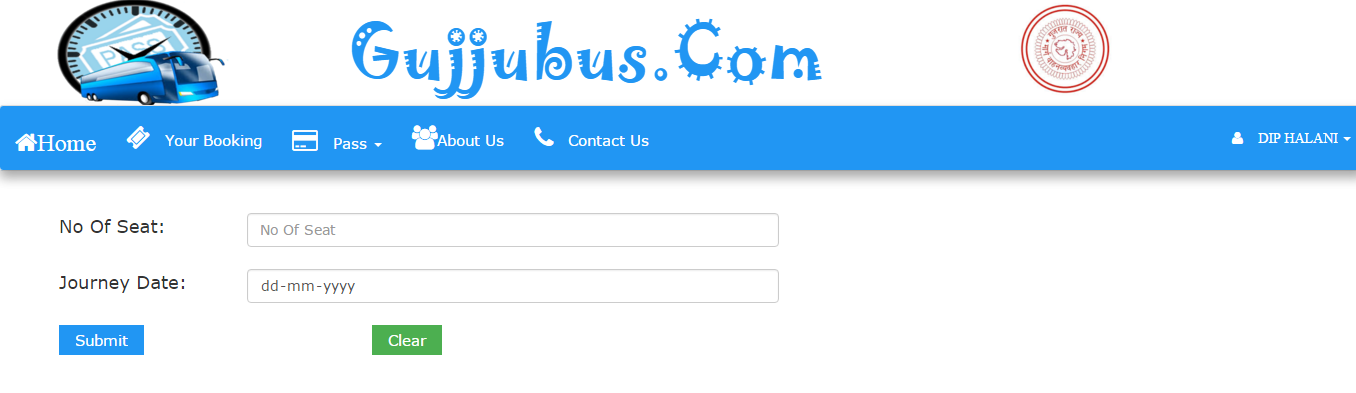 PASS
Gujjubus.Com
Home
Your Booking
Pass
About Us
Contact Us
DIP HALANI
No Of Seat:
No Of Seat
Journey Date:
dd-mm-yyyy
Submit
Clear